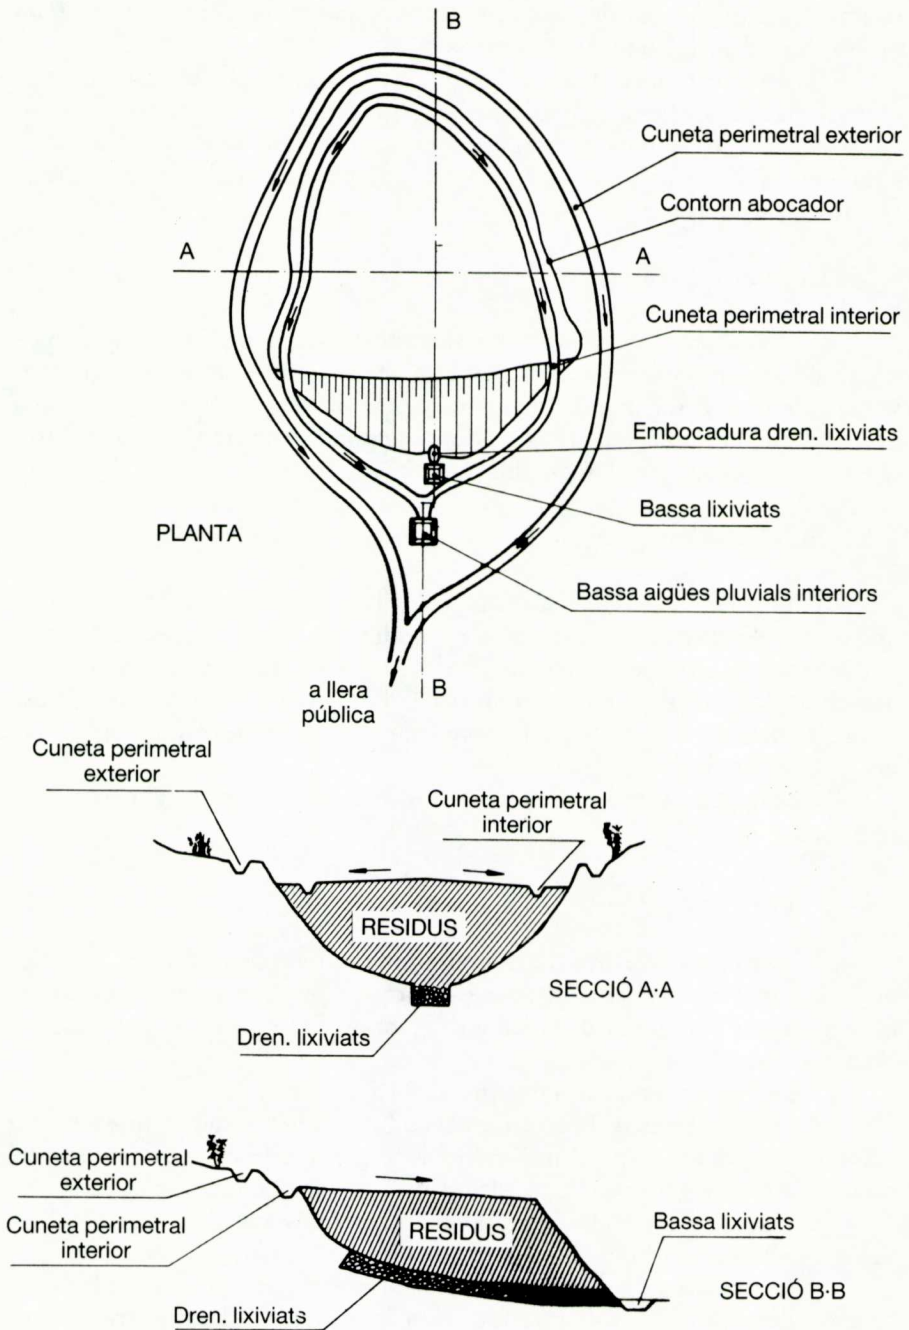 B
Cuneta perimetral exterior
Contorn abocador
A
A
Cuneta perimetral interior
Embocadura dren. lixiviats
Bassa lixiviats
PLANTA
Bassa aigües pluvials interiors
B
a llera
pública
Cuneta perimetral
exterior
Cuneta perimetral
interior
RESIDUS
SECCIÓ A·A
Dren. lixiviats
Cuneta perimetral
exterior
Cuneta perimetral
interior
RESIDUS
Bassa lixiviats
SECCIÓ B·B
Dren. lixiviats